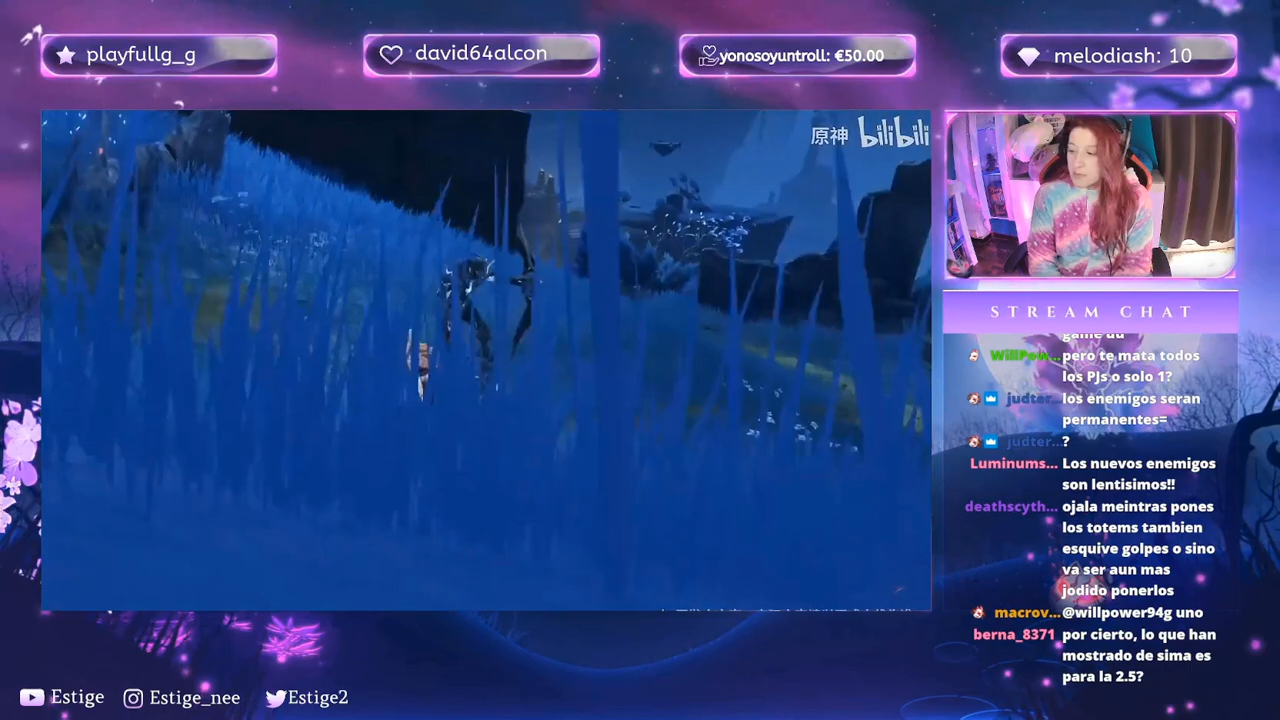 playfullg_g
david64alcon
yonosoyuntroll: €50.00
melodiash: 10
原神 bilibili
STREAM CHAT
game du
WillPow... pero te mata todos
los PJs o solo 1?
judter... los enemigos seran
permanentes=
judter... ?
Luminums... Los nuevos enemigos
son lentisimos!!
deathscyth... ojala meintras pones
los totems tambien
esquive golpes o sino
va ser aun mas
jodido ponerlos
macrov... @willpower94g uno
berna_8371 por cierto, lo que han
mostrado de sima es
para la 2.5?
Estige Estige_nee Estige2